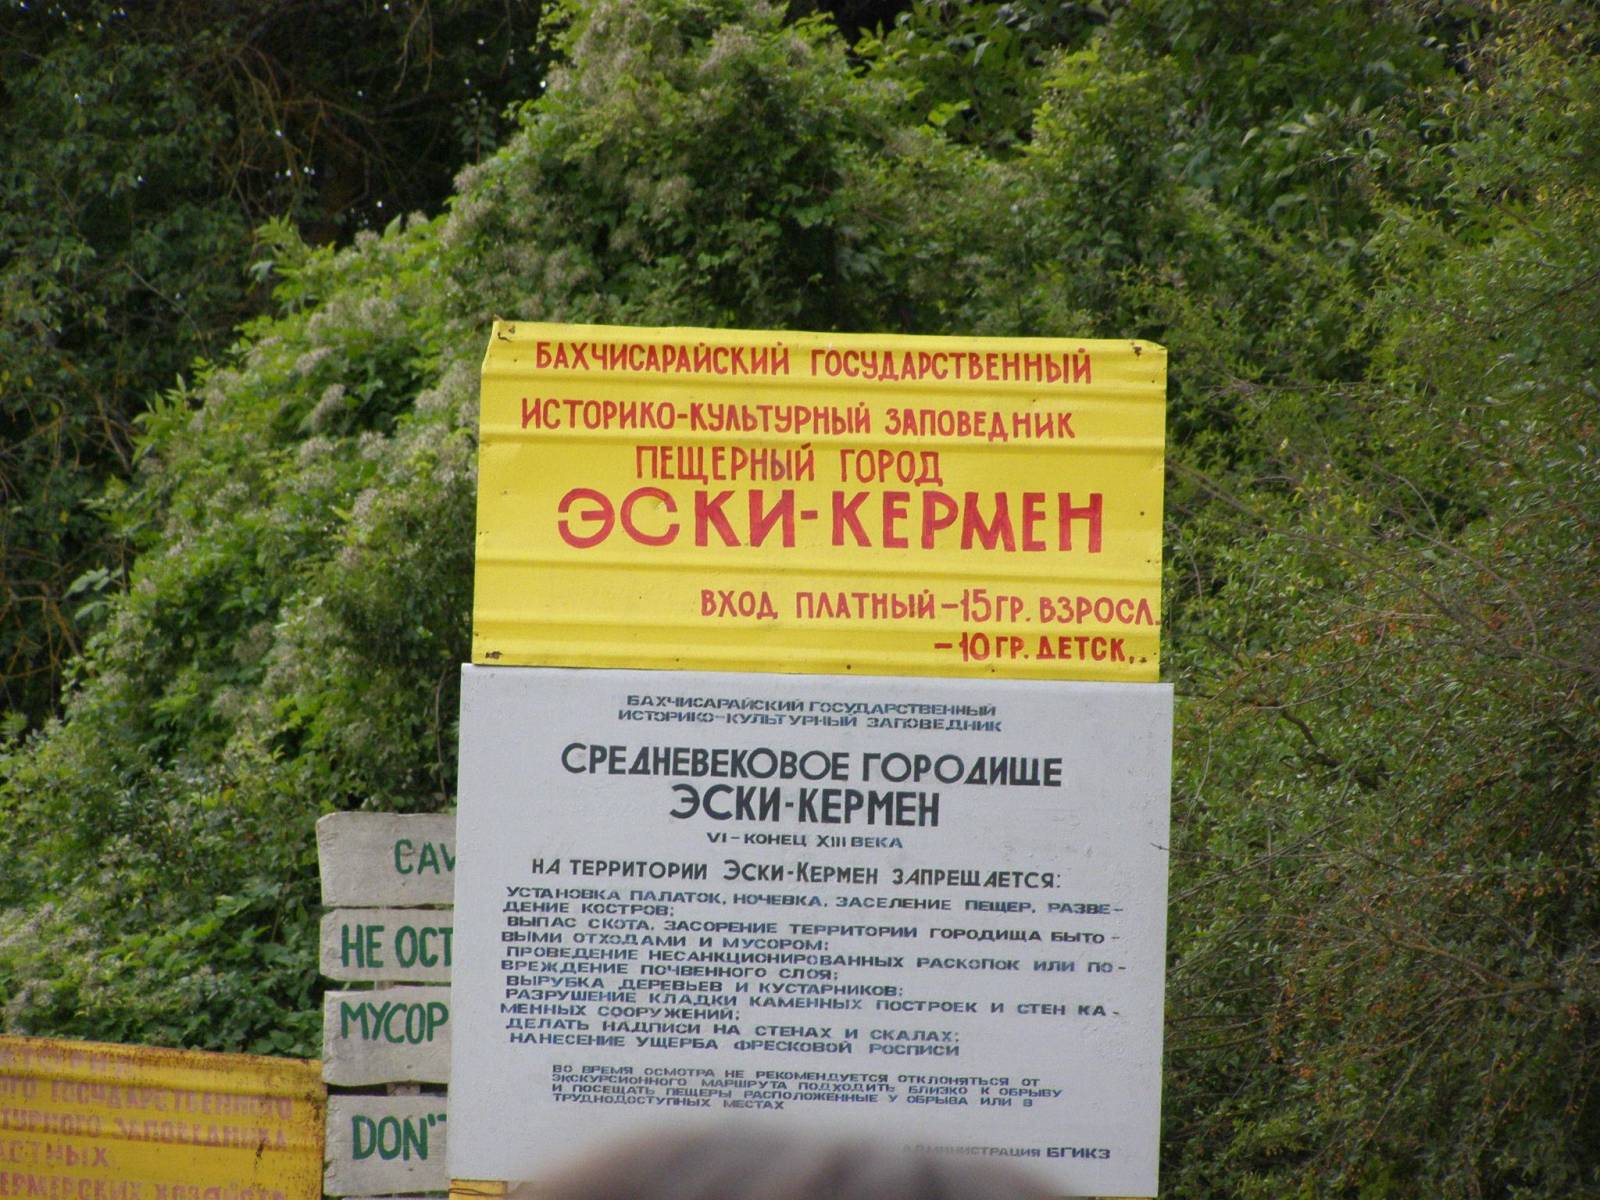 БАХЧИСАРАЙСКИЙ ГОСУДАРСТВЕННЫЙ
ИСТОРИКО-КУЛЬТУРНЫЙ ЗАПОВЕДНИК
ПЕЩЕРНЫЙ ГОРОД
ЭСКИ-КЕРМЕН
ВХОД ПЛАТНЫЙ-15ГР. ВЗРОСЛ.
-10ГР. ДЕТСК.
БАХЧИСАРАЙСКИЙ ГОСУДАРСТВЕННЫЙ
ИСТОРИКО-КУЛЬТУРНЫЙ ЗАПОВЕДНИК
СРЕДНЕВЕКОВОЕ ГОРОДИЩЕ
ЭСКИ-КЕРМЕН
VI-КОНЕЦ XIII ВЕКА
НА ТЕРРИТОРИИ ЭСКИ-КЕРМЕН ЗАПРЕЩАЕТСЯ:
УСТАНОВКА ПАЛАТОК, НОЧЕВКА, ЗАСЕЛЕНИЕ ПЕЩЕР, РАЗВЕ-
ДЕНИЕ КОСТРОВ;
ВЫПАС СКОТА, ЗАСОРЕНИЕ ТЕРРИТОРИИ ГОРОДИЩА БЫТО-
ВЫМИ ОТХОДАМИ И МУСОРОМ;
ПРОВЕДЕНИЕ НЕСАНКЦИОНИРОВАННЫХ РАСКОПОК ИЛИ ПО-
ВРЕЖДЕНИЕ ПОЧВЕННОГО СЛОЯ;
ВЫРУБКА ДЕРЕВЬЕВ И КУСТАРНИКОВ;
РАЗРУШЕНИЕ КЛАДКИ КАМЕННЫХ ПОСТРОЕК И СТЕН КА-
МЕННЫХ СООРУЖЕНИЙ;
ДЕЛАТЬ НАДПИСИ НА СТЕНАХ И СКАЛАХ;
НАНЕСЕНИЕ УЩЕРБА ФРЕСКОВОЙ РОСПИСИ
ВО ВРЕМЯ ОСМОТРА НЕ РЕКОМЕНДУЕТСЯ ОТКЛОНЯТЬСЯ ОТ
ЭКСКУРСИОННОГО МАРШРУТА ПОДХОДИТЬ БЛИЗКО К ОБРЫВУ
И ПОСЕЩАТЬ ПЕЩЕРЫ РАСПОЛОЖЕННЫЕ У ОБРЫВА ИЛИ В
ТРУДНОДОСТУПНЫХ МЕСТАХ
АДМИНИСТРАЦИЯ БГИКЗ
CAV
НЕ ОСТ
МУСОР
DON'T
ГОСУДАРСТВЕННОГО
ЗАПОВЕДНИКА